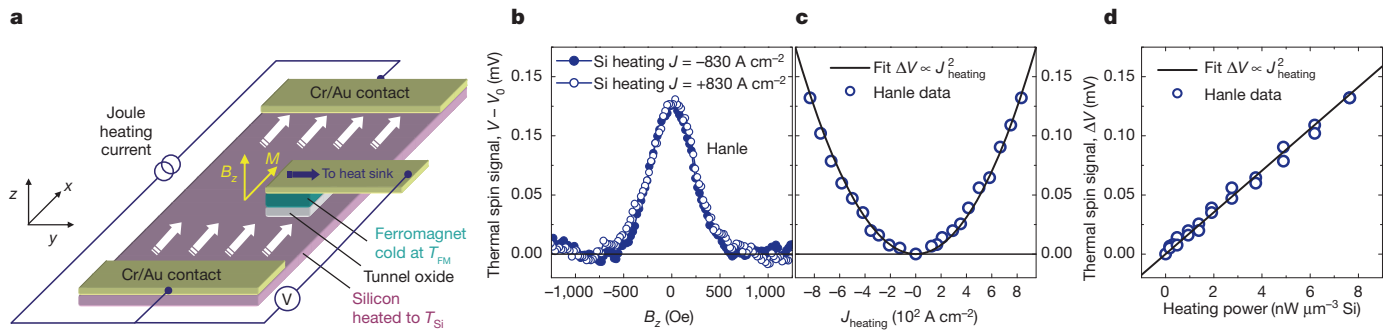 a
Cr/Au contact
Joule
heating
current
B_z
M
To heat sink
z
x
y
Ferromagnet
cold at T_FM
Tunnel oxide
Cr/Au contact
V
Silicon
heated to T_Si
b
Thermal spin signal, V – V_0 (mV)
0.15
0.15
0.05
0.00
Si heating J = –830 A cm^–2
Si heating J = +830 A cm^–2
Hanle
–1,000 –500 0 500 1,000
B_z (Oe)
c
Fit ΔV ∝ J^2_heating
Hanle data
0.15
0.10
0.05
0.00
–8 –6 –4 –2 –0 2 4 6 8
J_heating (10^2 A cm^–2)
d
Thermal spin signal, ΔV (mV)
0.15
0.10
0.05
0.00
Fit ΔV ∝ J^2_heating
Hanle data
0 2 4 6 8
Heating power (nW μm^–3 Si)